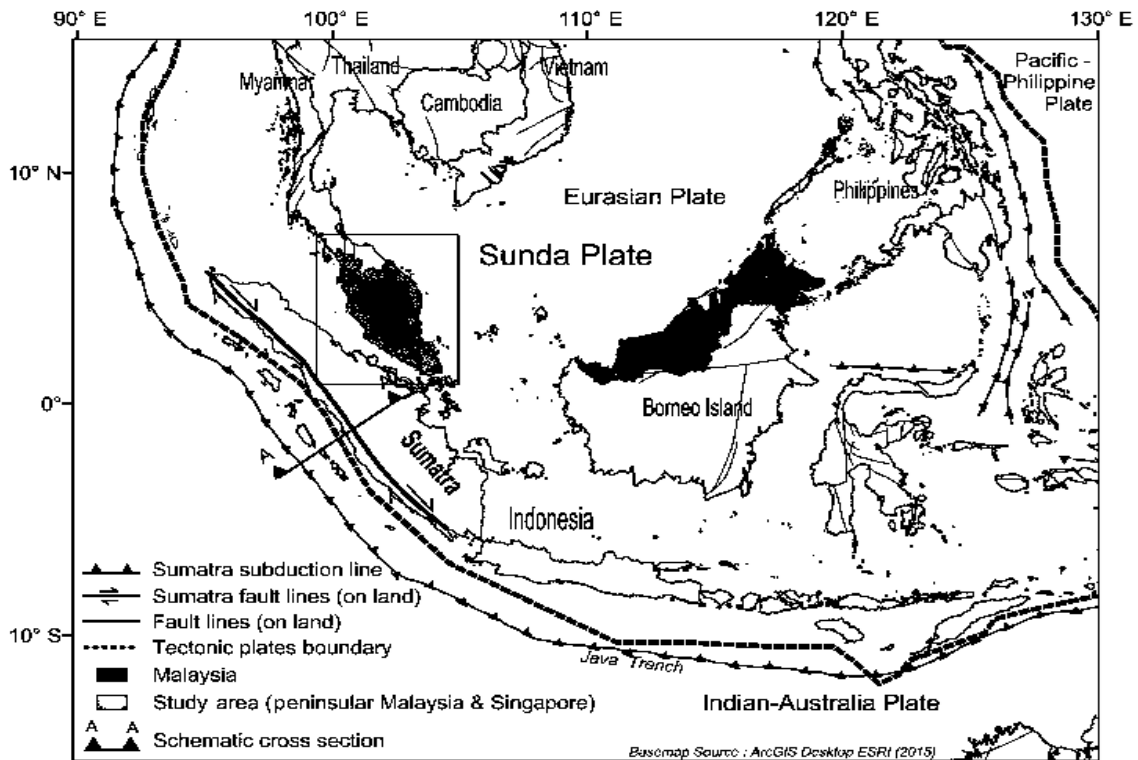 90° E
100° E
110° E
120° E
130° E
Thailand
Vietnam
Myanmar
Cambodia
Pacific -
Philippine
Plate
10° N
Eurasian Plate
Philippines
Sunda Plate
0°
Borneo Island
A
A
Sumatra
Indonesia
Sumatra subduction line
Sumatra fault lines (on land)
Fault lines (on land)
10° S
Tectonic plates boundary
Java Trench
Malaysia
Study area (peninsular Malaysia & Singapore)
Indian-Australia Plate
A A
Schematic cross section
Basemap Source : ArcGIS Desktop ESRI (2015)